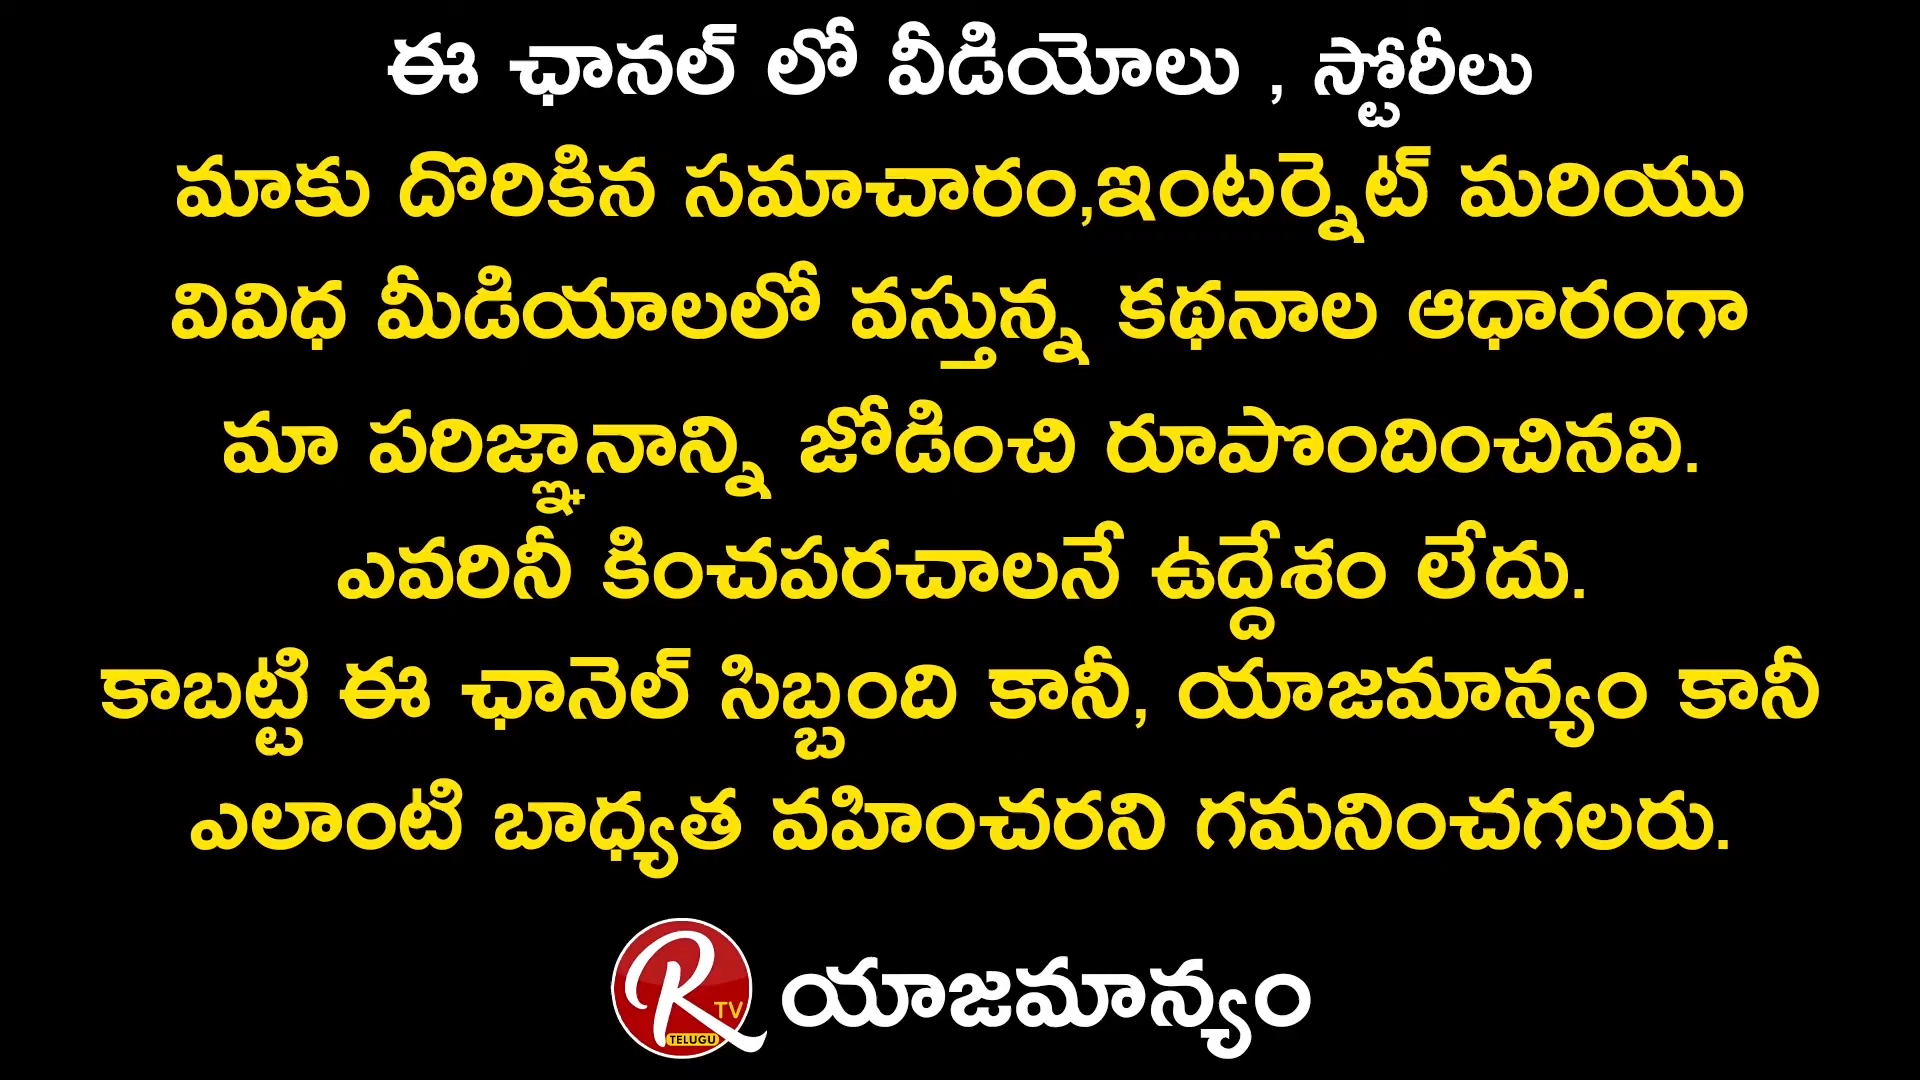 ఈ ఛానల్ లో వీడియోలు , స్టోరీలు
మాకు దొరికిన సమాచారం,ఇంటర్నెట్ మరియు
వివిధ మీడియాలలో వస్తున్న కథనాల ఆధారంగా
మా పరిజ్ఞానాన్ని జోడించి రూపొందించినవి.
ఎవరినీ కించపరచాలనే ఉద్దేశం లేదు.
కాబట్టి ఈ ఛానెల్ సిబ్బంది కానీ, యాజమాన్యం కానీ
ఎలాంటి బాధ్యత వహించరని గమనించగలరు.
R TV TELUGU యాజమాన్యం